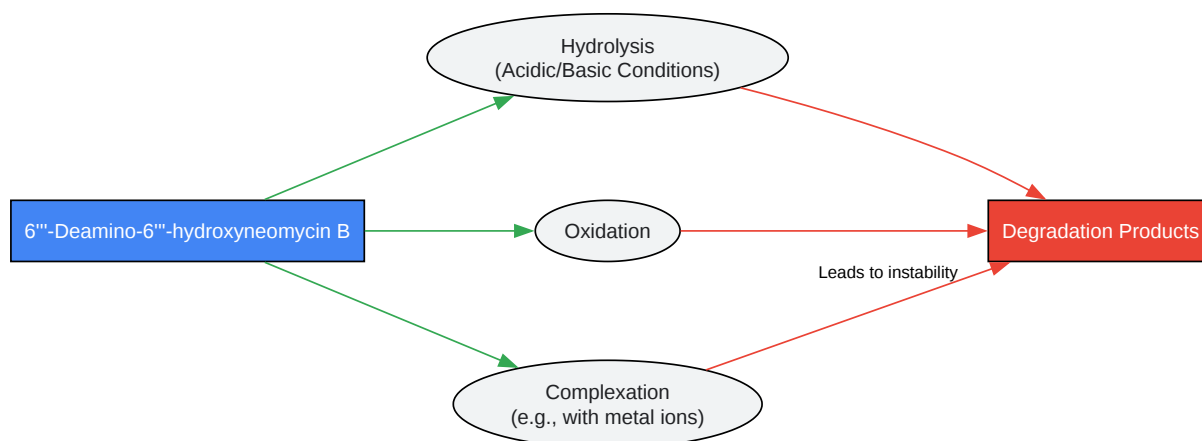 Hydrolysis
(Acidic/Basic Conditions)
6'''-Deamino-6'''-hydroxyneomycin B
Oxidation
Degradation Products
Leads to instability
Complexation
(e.g., with metal ions)